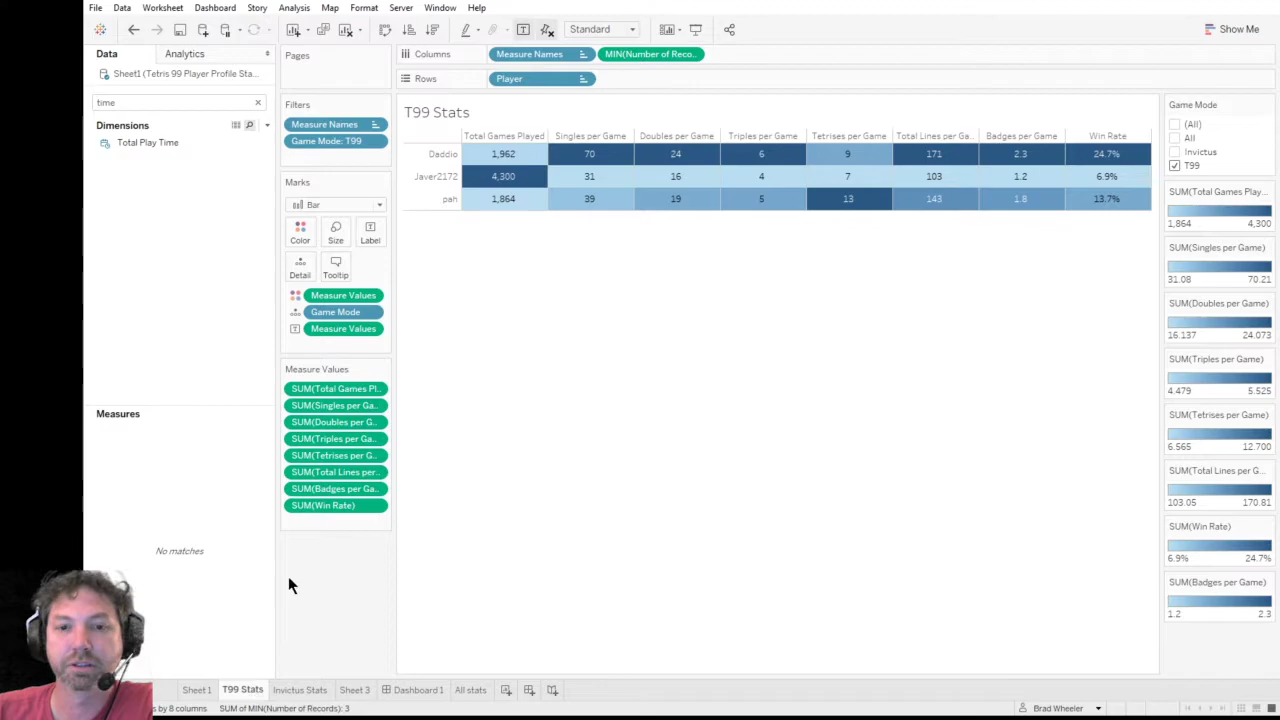 File Data Worksheet Dashboard Story Analysis Map Format Server Window Help
Standard
Show Me
Data Analytics
Sheet1 (Tetris 99 Player Profile Sta...
time
Dimensions
Total Play Time
Measures
No matches
Pages
Filters
Measure Names
Game Mode: T99
Marks
Bar
Color Size Label
Detail Tooltip
Measure Values
Game Mode
Measure Values
Measure Values
SUM(Total Games Pl..
SUM(Singles per Ga..
SUM(Doubles per G..
SUM(Triples per Ga..
SUM(Tetrises per G..
SUM(Total Lines per..
SUM(Badges per Ga..
SUM(Win Rate)
Columns Measure Names MIN(Number of Reco..
Rows Player
T99 Stats
Total Games Played Singles per Game Doubles per Game Triples per Game Tetrises per Game Total Lines per Ga.. Badges per Game Win Rate
Daddio 1,962 70 24 6 9 171 2.3 24.7%
Javer2172 4,300 31 16 4 7 103 1.2 6.9%
pah 1,864 39 19 5 13 143 1.8 13.7%
Game Mode
(All)
All
Invictus
T99
SUM(Total Games Play...
1,864 4,300
SUM(Singles per Game)
31.08 70.21
SUM(Doubles per Game)
16.137 24.073
SUM(Triples per Game)
4.479 5.525
SUM(Tetrises per Game)
6.565 12.700
SUM(Total Lines per G...
103.05 170.81
SUM(Win Rate)
6.9% 24.7%
SUM(Badges per Game)
1.2 2.3
Sheet 1 T99 Stats Invictus Stats Sheet 3 Dashboard 1 All stats
s by 8 columns SUM of MIN(Number of Records): 3 Brad Wheeler